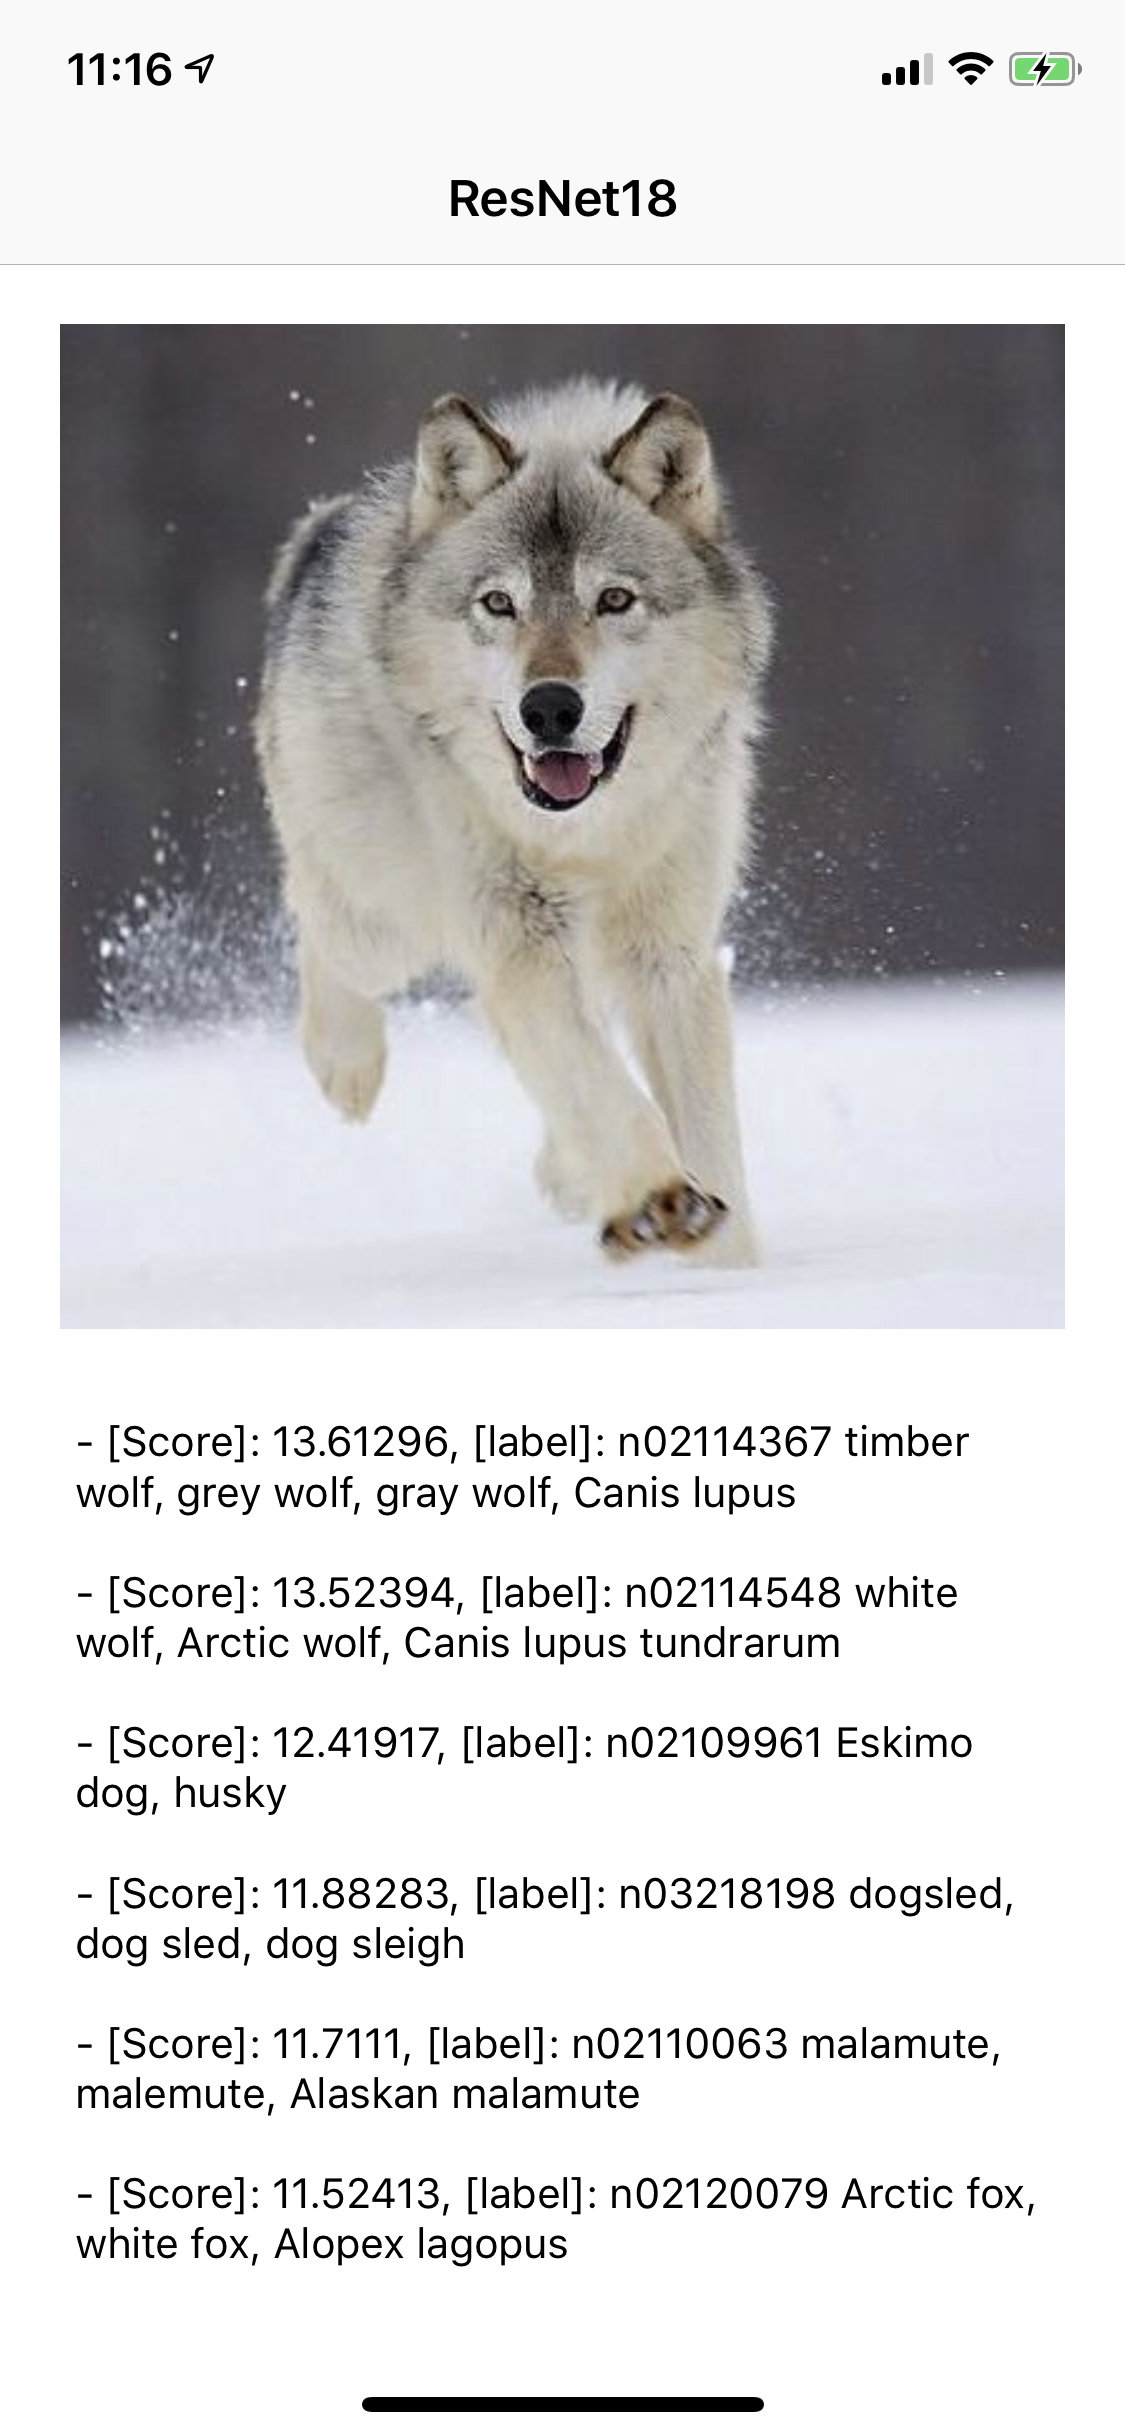 11:16
ResNet18
- [Score]: 13.61296, [label]: n02114367 timber
wolf, grey wolf, gray wolf, Canis lupus
- [Score]: 13.52394, [label]: n02114548 white
wolf, Arctic wolf, Canis lupus tundrarum
- [Score]: 12.41917, [label]: n02109961 Eskimo
dog, husky
- [Score]: 11.88283, [label]: n03218198 dogsled,
dog sled, dog sleigh
- [Score]: 11.7111, [label]: n02110063 malamute,
malemute, Alaskan malamute
- [Score]: 11.52413, [label]: n02120079 Arctic fox,
white fox, Alopex lagopus